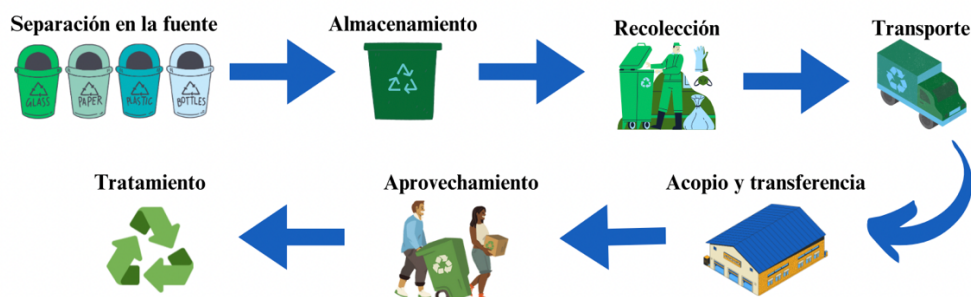 Separación en la fuente
Almacenamiento
Recolección
Transporte
GLASS
PAPER
PLASTIC
BOTTLES
Tratamiento
Aprovechamiento
Acopio y transferencia